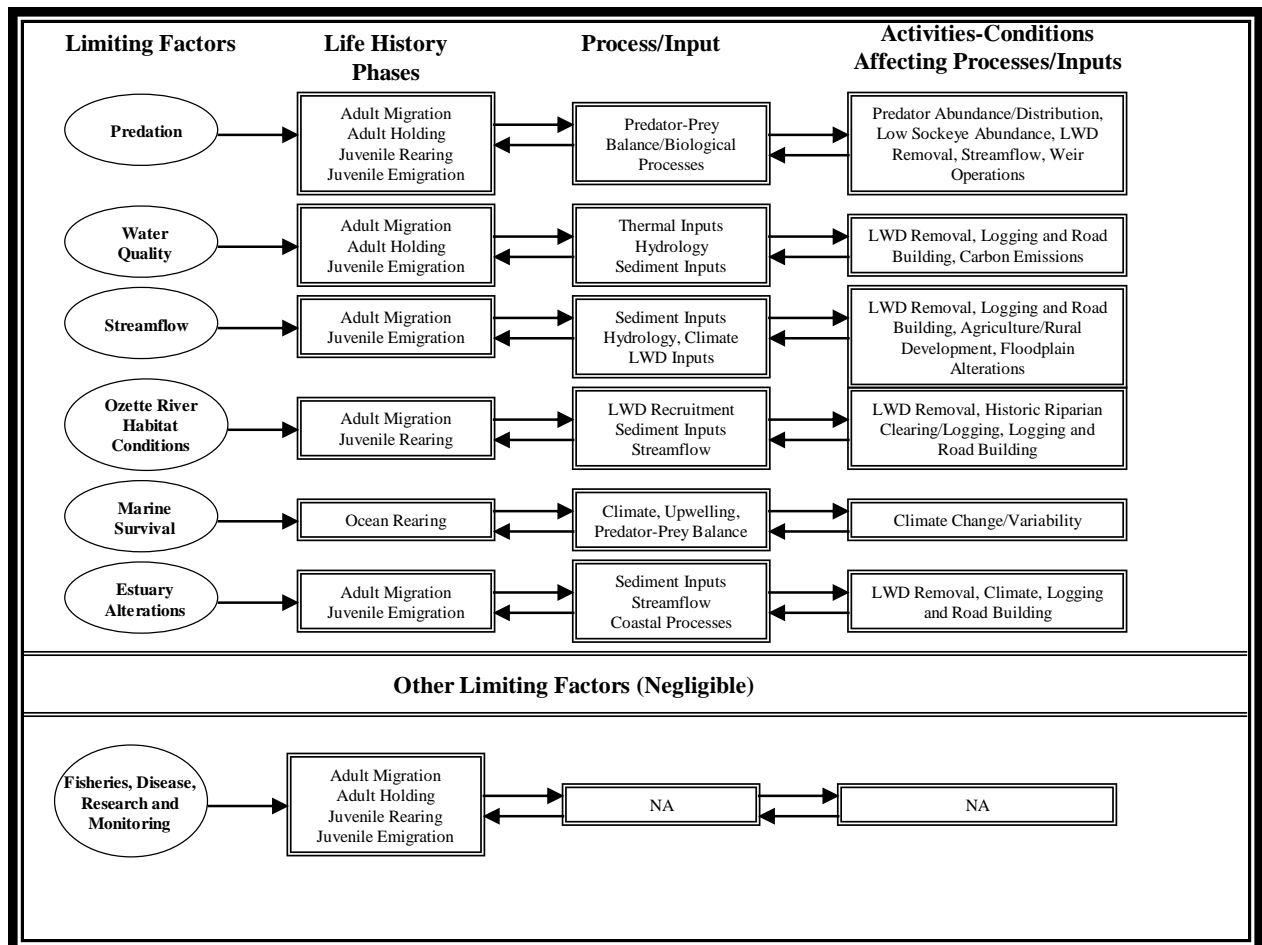 Limiting Factors
Life History
Phases
Process/Input
Activities-Conditions
Affecting Processes/Inputs
Predation
Adult Migration
Adult Holding
Juvenile Rearing
Juvenile Emigration
Predator-Prey
Balance/Biological
Processes
Predator Abundance/Distribution,
Low Sockeye Abundance, LWD
Removal, Streamflow, Weir
Operations
Water
Quality
Adult Migration
Adult Holding
Juvenile Emigration
Thermal Inputs
Hydrology
Sediment Inputs
LWD Removal, Logging and Road
Building, Carbon Emissions
Streamflow
Adult Migration
Juvenile Emigration
Sediment Inputs
Hydrology, Climate
LWD Inputs
LWD Removal, Logging and Road
Building, Agriculture/Rural
Development, Floodplain
Alterations
Ozette River
Habitat
Conditions
Adult Migration
Juvenile Rearing
LWD Recruitment
Sediment Inputs
Streamflow
LWD Removal, Historic Riparian
Clearing/Logging, Logging and
Road Building
Marine
Survival
Ocean Rearing
Climate, Upwelling,
Predator-Prey Balance
Climate Change/Variability
Estuary
Alterations
Adult Migration
Juvenile Emigration
Sediment Inputs
Streamflow
Coastal Processes
LWD Removal, Climate, Logging
and Road Building
Other Limiting Factors (Negligible)
Fisheries, Disease,
Research and
Monitoring
Adult Migration
Adult Holding
Juvenile Rearing
Juvenile Emigration
NA
NA